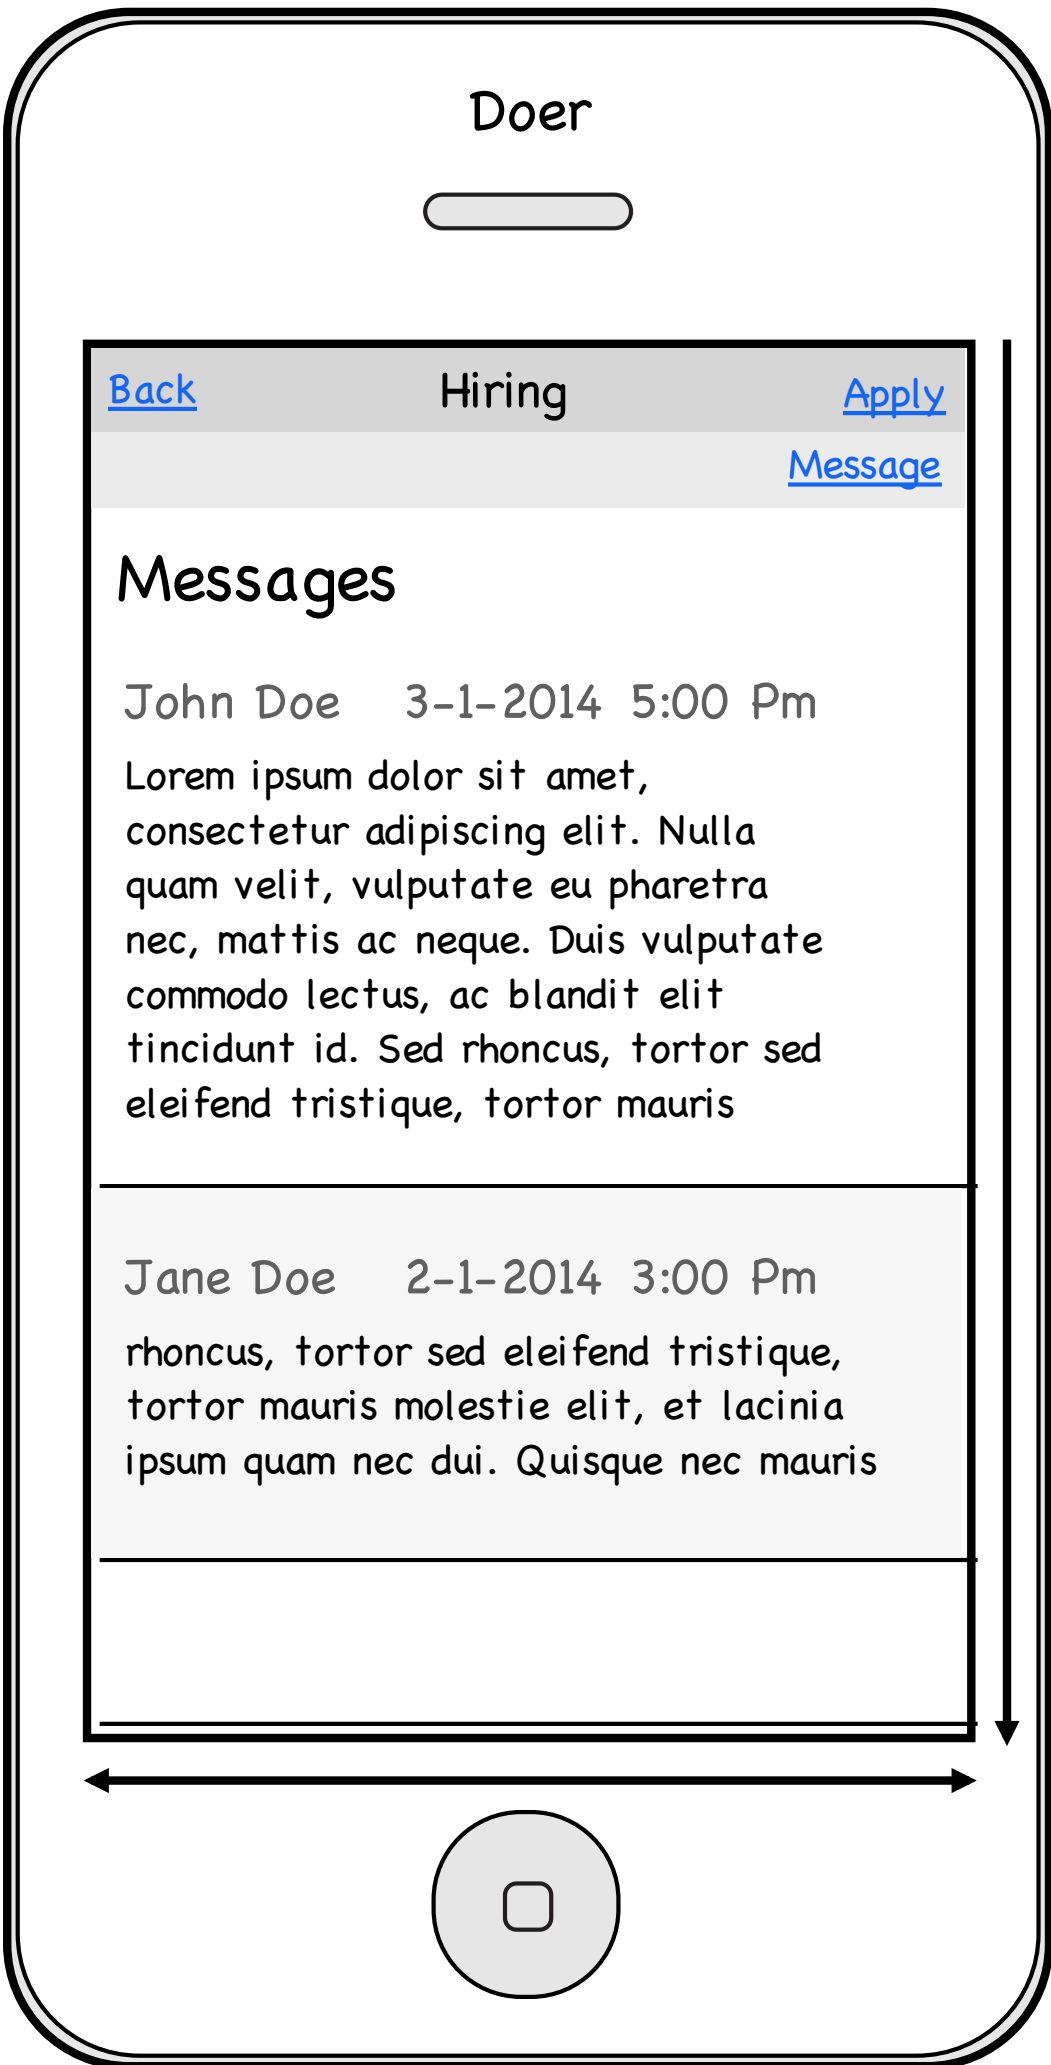 Doer
Back Hiring Apply
Message
Messages
John Doe 3-1-2014 5:00 Pm
Lorem ipsum dolor sit amet,
consectetur adipiscing elit. Nulla
quam velit, vulputate eu pharetra
nec, mattis ac neque. Duis vulputate
commodo lectus, ac blandit elit
tincidunt id. Sed rhoncus, tortor sed
eleifend tristique, tortor mauris
Jane Doe 2-1-2014 3:00 Pm
rhoncus, tortor sed eleifend tristique,
tortor mauris molestie elit, et lacinia
ipsum quam nec dui. Quisque nec mauris